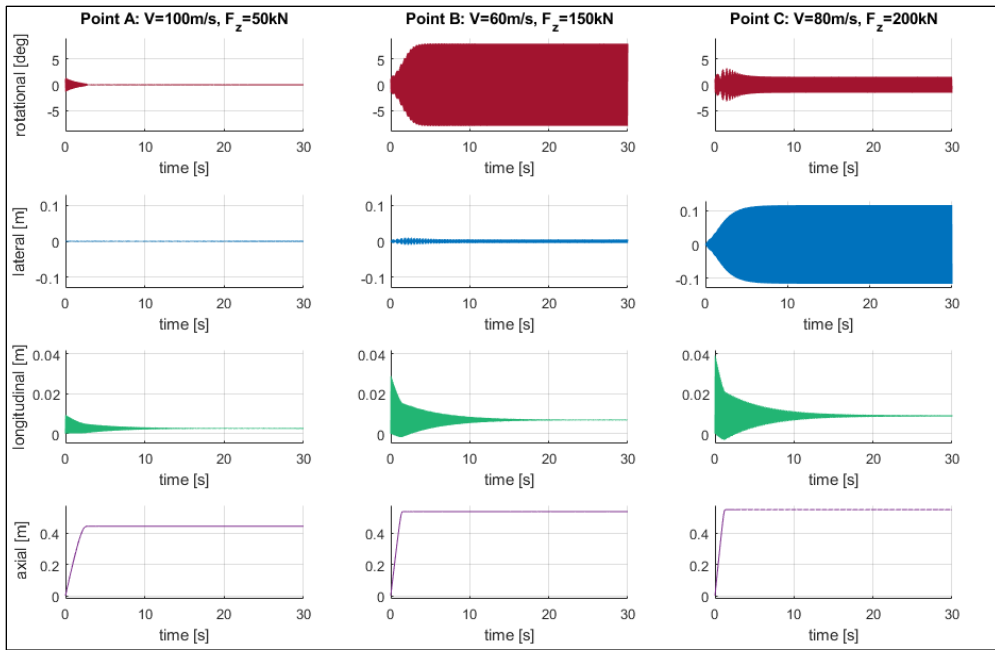 Point A: V=100m/s, F_z=50kN
Point B: V=60m/s, F_z=150kN
Point C: V=80m/s, F_z=200kN
rotational [deg]
5
0
-5
0 10 20 30
time [s]
5
0
-5
0 10 20 30
time [s]
5
0
-5
0 10 20 30
time [s]
lateral [m]
0.1
0
-0.1
0 10 20 30
time [s]
0.1
0
-0.1
0 10 20 30
time [s]
0.1
0
-0.1
0 10 20 30
time [s]
longitudinal [m]
0.04
0.02
0
0 10 20 30
time [s]
0.04
0.02
0
0 10 20 30
time [s]
0.04
0.02
0
0 10 20 30
time [s]
axial [m]
0.4
0.2
0
0 10 20 30
time [s]
0.4
0.2
0
0 10 20 30
time [s]
0.4
0.2
0
0 10 20 30
time [s]